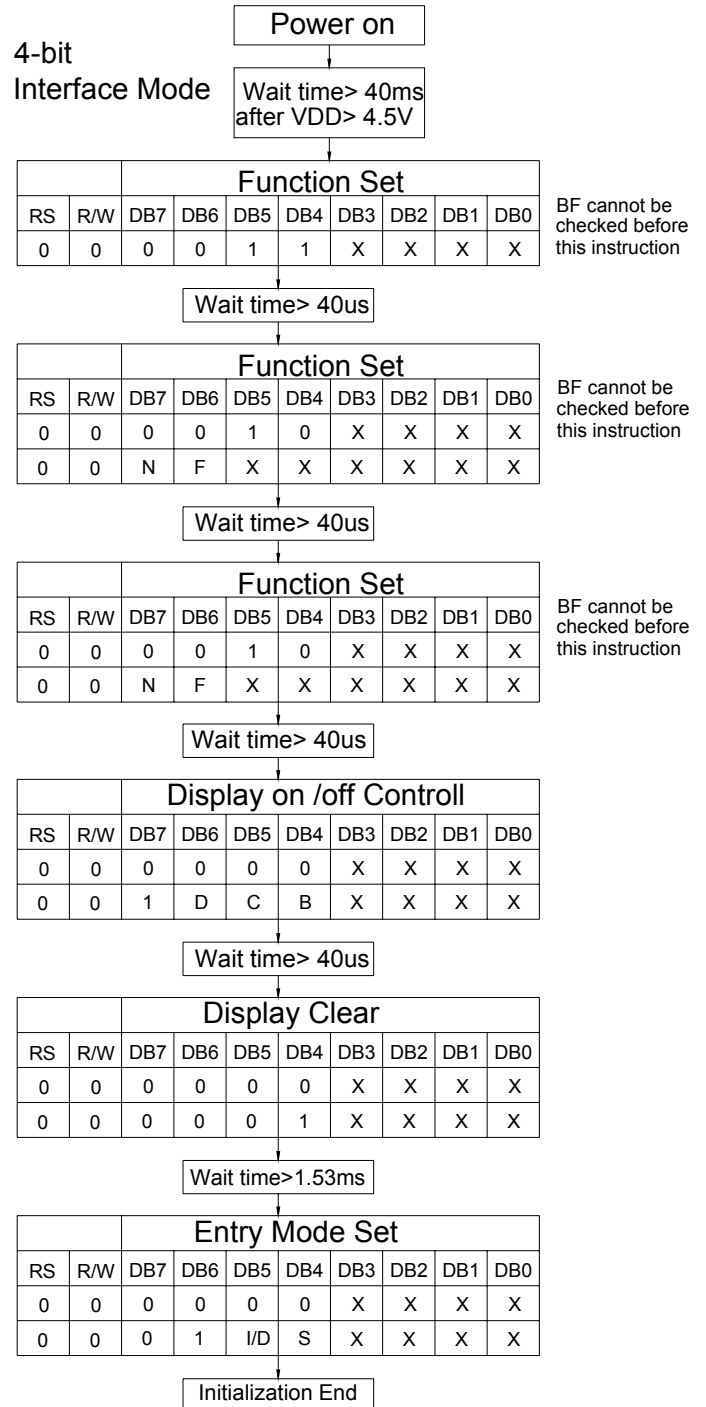 Power on
4-bit
Interface Mode
Wait time> 40ms
after VDD> 4.5V
Function Set
RS R/W DB7 DB6 DB5 DB4 DB3 DB2 DB1 DB0
0 0 0 0 1 1 X X X X
BF cannot be
checked before
this instruction
Wait time> 40us
Function Set
RS R/W DB7 DB6 DB5 DB4 DB3 DB2 DB1 DB0
0 0 0 0 1 0 X X X X
0 0 N F X X X X X X
BF cannot be
checked before
this instruction
Wait time> 40us
Function Set
RS R/W DB7 DB6 DB5 DB4 DB3 DB2 DB1 DB0
0 0 0 0 1 0 X X X X
0 0 N F X X X X X X
BF cannot be
checked before
this instruction
Wait time> 40us
Display on /off Controll
RS R/W DB7 DB6 DB5 DB4 DB3 DB2 DB1 DB0
0 0 0 0 0 0 X X X X
0 0 1 D C B X X X X
Wait time> 40us
Display Clear
RS R/W DB7 DB6 DB5 DB4 DB3 DB2 DB1 DB0
0 0 0 0 0 0 X X X X
0 0 0 0 0 1 X X X X
Wait time>1.53ms
Entry Mode Set
RS R/W DB7 DB6 DB5 DB4 DB3 DB2 DB1 DB0
0 0 0 0 0 0 X X X X
0 0 0 1 I/D S X X X X
Initialization End